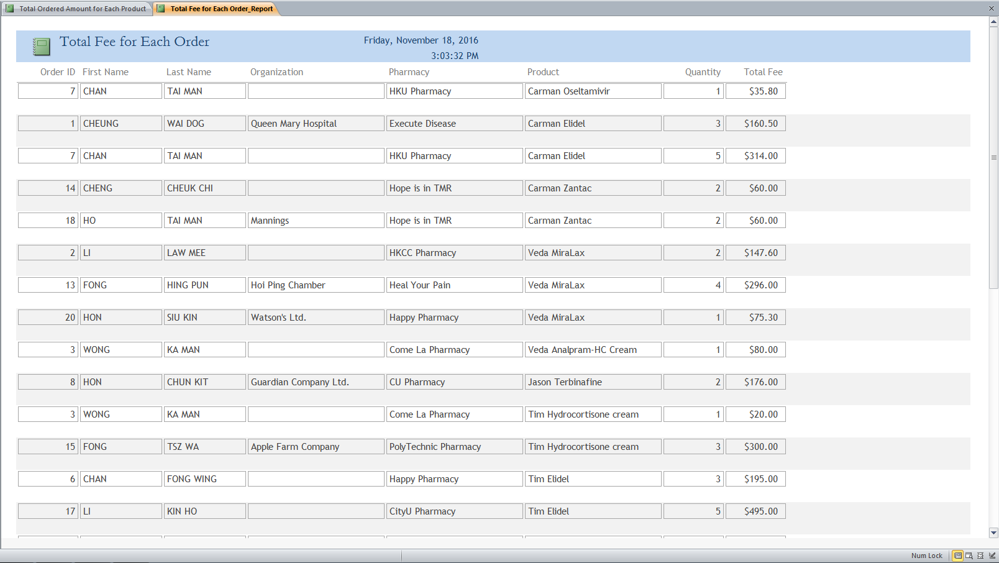 Total Ordered Amount for Each Product Total Fee for Each Order_Report
Total Fee for Each Order Friday, November 18, 2016
3:03:32 PM
Order ID First Name Last Name Organization Pharmacy Product Quantity Total Fee
7 CHAN TAI MAN HKU Pharmacy Carman Oseltamivir 1 $35.80
1 CHEUNG WAI DOG Queen Mary Hospital Execute Disease Carman Elidel 3 $160.50
7 CHAN TAI MAN HKU Pharmacy Carman Elidel 5 $314.00
14 CHENG CHEUK CHI Hope is in TMR Carman Zantac 2 $60.00
18 HO TAI MAN Mannings Hope is in TMR Carman Zantac 2 $60.00
2 LI LAW MEE HKCC Pharmacy Veda MiraLax 2 $147.60
13 FONG HING PUN Hoi Ping Chamber Heal Your Pain Veda MiraLax 4 $296.00
20 HON SIU KIN Watson's Ltd. Happy Pharmacy Veda MiraLax 1 $75.30
3 WONG KA MAN Come La Pharmacy Veda Analpram-HC Cream 1 $80.00
8 HON CHUN KIT Guardian Company Ltd. CU Pharmacy Jason Terbinafine 2 $176.00
3 WONG KA MAN Come La Pharmacy Tim Hydrocortisone cream 1 $20.00
15 FONG TSZ WA Apple Farm Company PolyTechnic Pharmacy Tim Hydrocortisone cream 3 $300.00
6 CHAN FONG WING Happy Pharmacy Tim Elidel 3 $195.00
17 LI KIN HO CityU Pharmacy Tim Elidel 5 $495.00
Num Lock